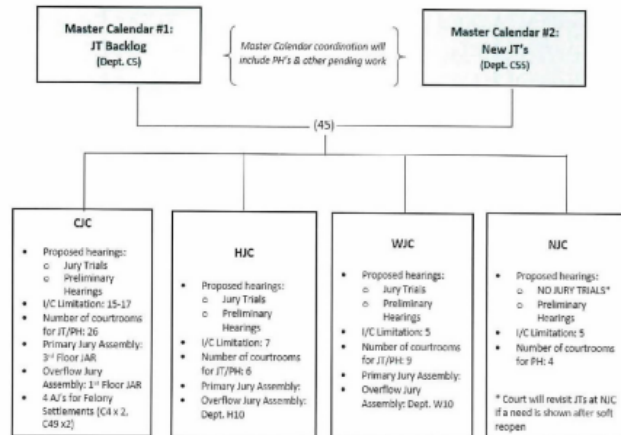 Master Calendar #1:
JT Backlog
(Dept. C5)
Master Calendar coordination will
include PH's & other pending work
Master Calendar #2:
New JT's
(Dept. C55)
(45)
CJC
• Proposed hearings:
o Jury Trials
o Preliminary
Hearings
• I/C Limitation: 15-17
• Number of courtrooms
for JT/PH: 26
• Primary Jury Assembly:
3rd Floor JAR
• Overflow Jury
Assembly: 1st Floor JAR
• 4 AJ's for Felony
Settlements (C4 x 2,
C49 x2)
HJC
• Proposed hearings:
o Jury Trials
o Preliminary
Hearings
• I/C Limitation: 7
• Number of courtrooms
for JT/PH: 6
• Primary Jury Assembly:
• Overflow Jury Assembly:
Dept. H10
WJC
• Proposed hearings:
o Jury Trials
o Preliminary
Hearings
• I/C Limitation: 5
• Number of courtrooms
for JT/PH: 9
• Primary Jury Assembly:
• Overflow Jury
Assembly: Dept. W10
NJC
• Proposed hearings:
o NO JURY TRIALS*
o Preliminary
Hearings
• I/C Limitation: 5
• Number of courtrooms
for PH: 4
* Court will revisit JTs at NJC
if a need is shown after soft
reopen